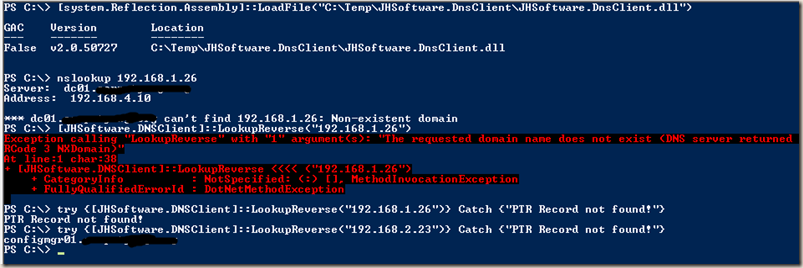 PS C:\> [system.Reflection.Assembly]::LoadFile("C:\Temp\JHSoftware.DnsClient\JHSoftware.DnsClient.dll")
GAC    Version        Location
---    -------        --------
False  v2.0.50727     C:\Temp\JHSoftware.DnsClient\JHSoftware.DnsClient.dll
PS C:\> nslookup 192.168.1.26
Server:  dc01.
Address:  192.168.4.10
*** dc01. can't find 192.168.1.26: Non-existent domain
PS C:\> [JHSoftware.DNSClient]::LookupReverse("192.168.1.26")
Exception calling "LookupReverse" with "1" argument(s): "The requested domain name does not exist (DNS server returned
RCode 3 NXDomain)"
At line:1 char:38
+ [JHSoftware.DNSClient]::LookupReverse <<<< ("192.168.1.26")
    + CategoryInfo          : NotSpecified: (:) [], MethodInvocationException
    + FullyQualifiedErrorId : DotNetMethodException
PS C:\> try {[JHSoftware.DNSClient]::LookupReverse("192.168.1.26")} Catch {"PTR Record not found!"}
PTR Record not found!
PS C:\> try {[JHSoftware.DNSClient]::LookupReverse("192.168.2.23")} Catch {"PTR Record not found!"}
configmgr01.
PS C:\> _